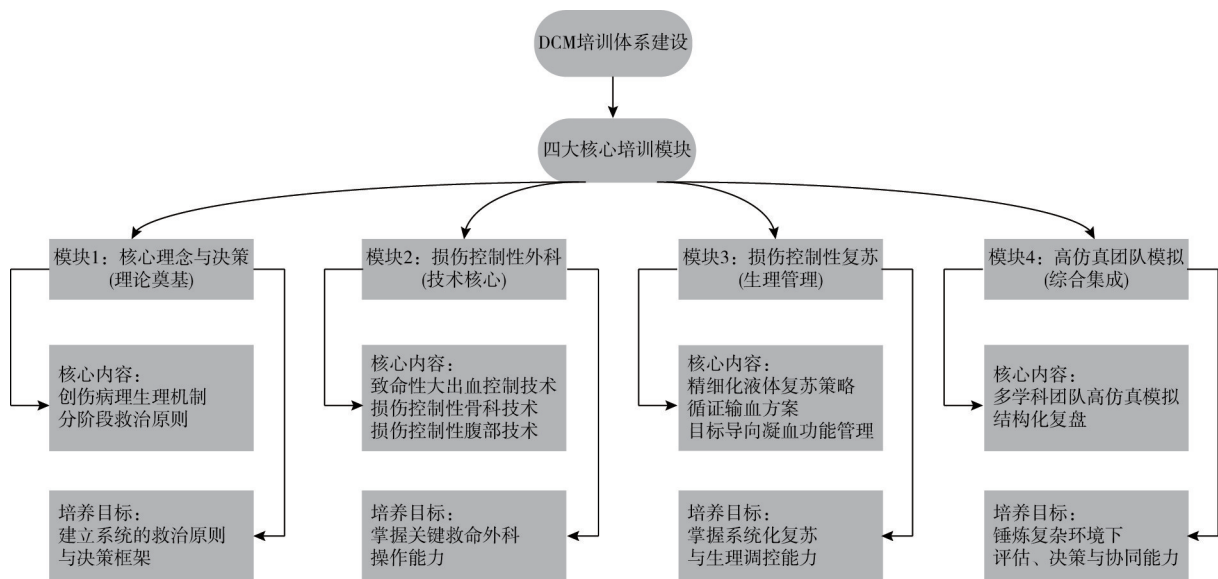 DCM培训体系建设
四大核心培训模块
模块1：核心理念与决策
(理论奠基)
模块2：损伤控制性外科
(技术核心)
模块3：损伤控制性复苏
(生理管理)
模块4：高仿真团队模拟
(综合集成)
核心内容：
创伤病理生理机制
分阶段救治原则
核心内容：
致命性大出血控制技术
损伤控制性骨科技术
损伤控制性腹部技术
核心内容：
精细化液体复苏策略
循证输血方案
目标导向凝血功能管理
核心内容：
多学科团队高仿真模拟
结构化复盘
培养目标：
建立系统的救治原则
与决策框架
培养目标：
掌握关键救命外科
操作能力
培养目标：
掌握系统化复苏
与生理调控能力
培养目标：
锤炼复杂环境下
评估、决策与协同能力